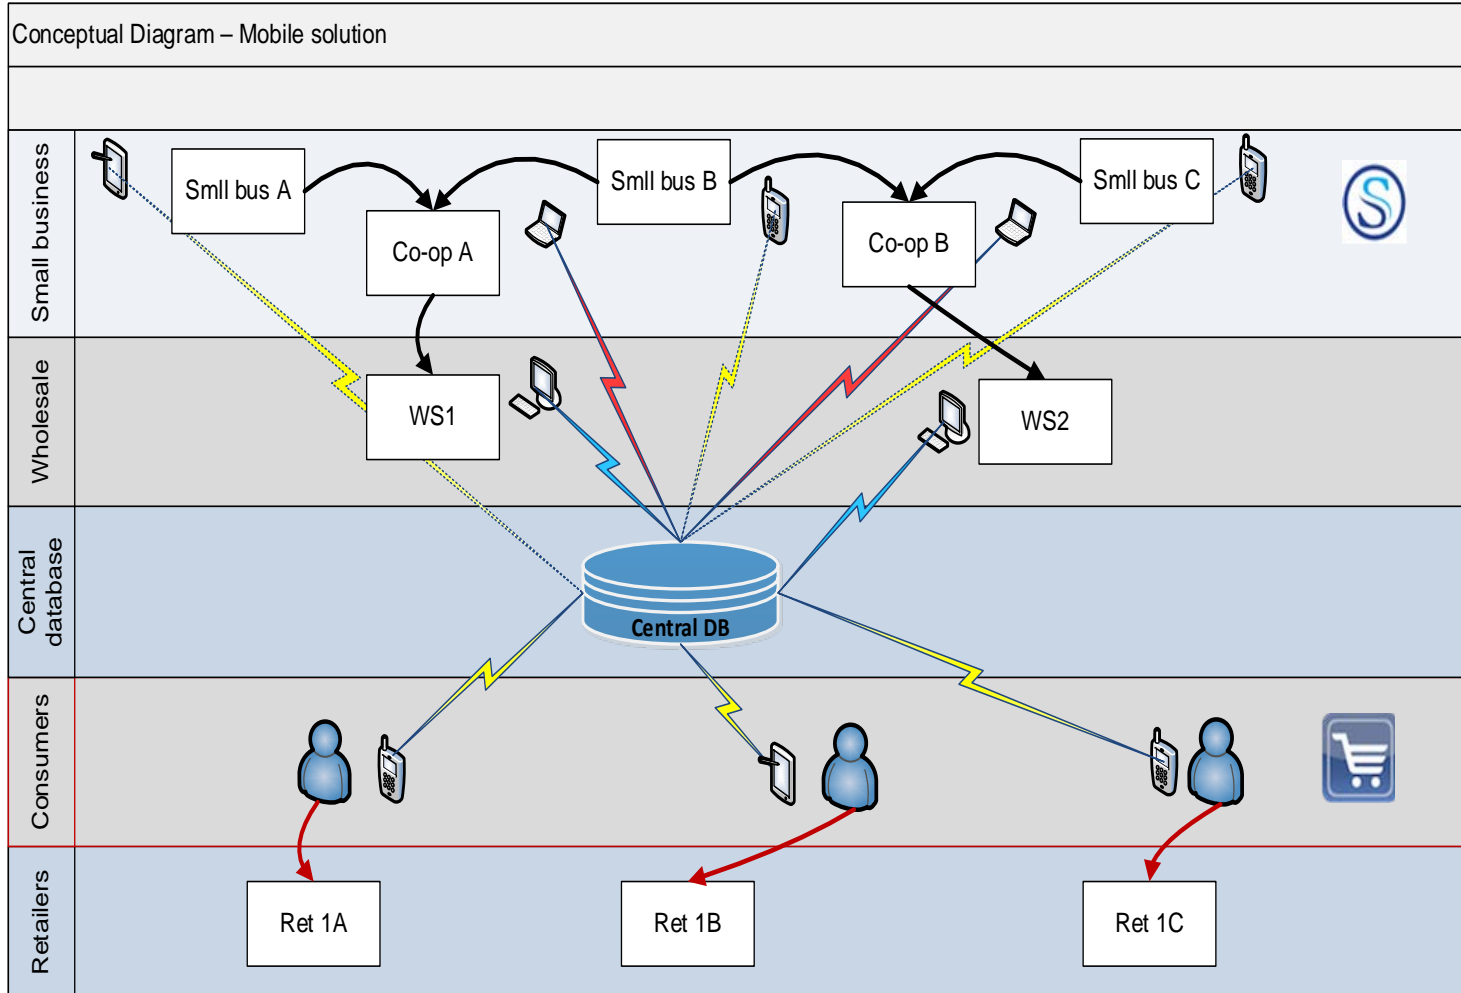 Conceptual Diagram – Mobile solution
Small business
Smll bus A
Smll bus B
Smll bus C
Co-op A
Co-op B
S
Wholesale
WS1
WS2
Central
database
Central DB
Consumers
Retailers
Ret 1A
Ret 1B
Ret 1C